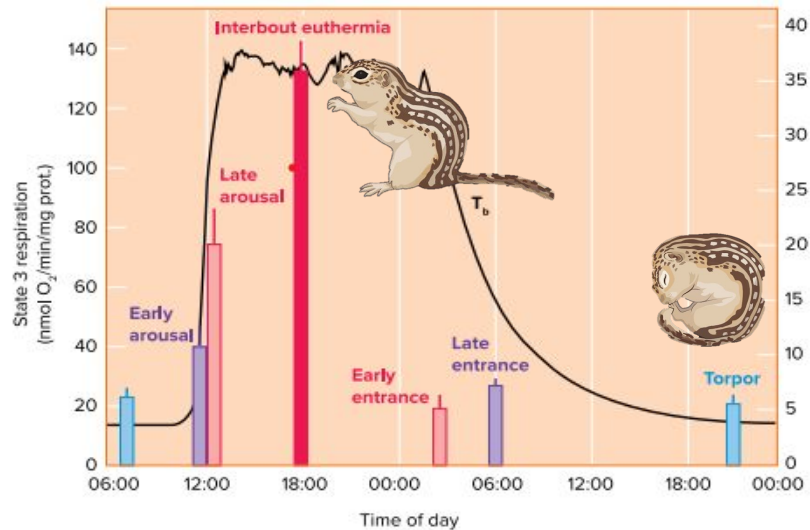 Interbout euthermia
140
120
100
80
60
40
20
0
State 3 respiration
(nmol O₂/min/mg prot.)
40
35
30
25
20
15
10
5
0
Late
arousal
Early
arousal
T_b
Early
entrance
Late
entrance
Torpor
06:00 12:00 18:00 00:00 06:00 12:00 18:00 00:00
Time of day